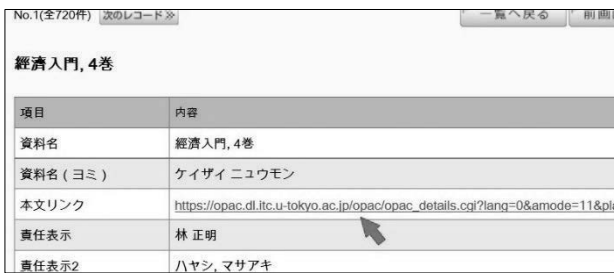 No.1(全720件) 次のレコード≫ 一覧へ戻る
經濟入門, 4巻
項目 内容
資料名 經濟入門, 4巻
資料名 ( ヨミ ) ケイザイ ニュウモン
本文リンク https://opac.dl.itc.u-tokyo.ac.jp/opac/opac_details.cgi?lang=0&amode=11&pl
責任表示 林 正明
責任表示2 ハヤシ, マサアキ